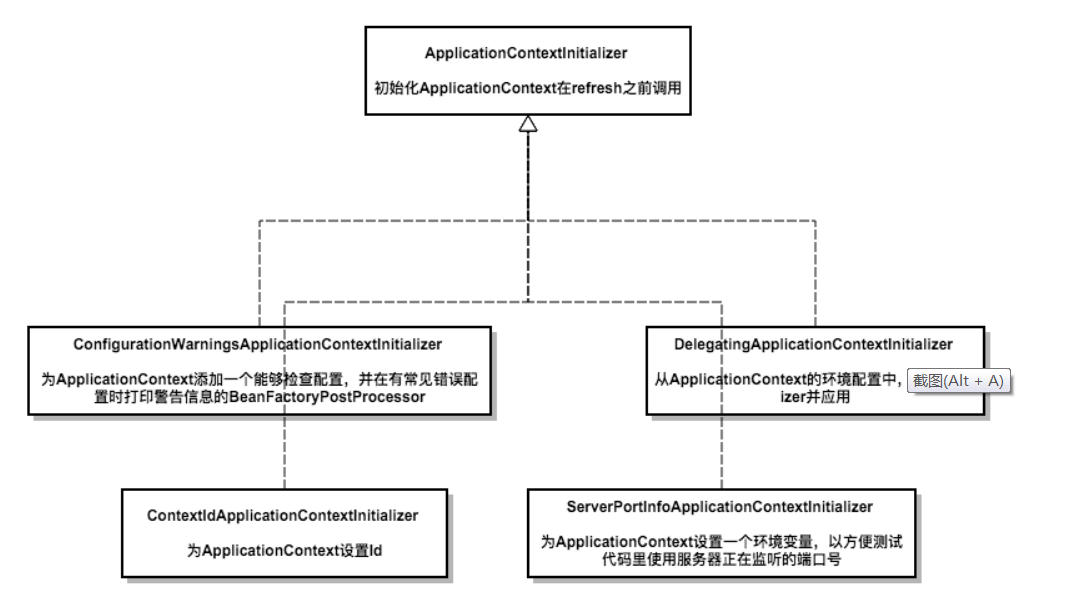 ApplicationContextInitializer
初始化ApplicationContext在refresh之前调用
ConfigurationWarningsApplicationContextInitializer
为ApplicationContext添加一个能够检查配置，并在有常见错误配
置时打印警告信息的BeanFactoryPostProcessor
DelegatingApplicationContextInitializer
从ApplicationContext的环境配置中，
截图(Alt + A)
izer并应用
ContextIdApplicationContextInitializer
为ApplicationContext设置Id
ServerPortInfoApplicationContextInitializer
为ApplicationContext设置一个环境变量，以方便测试
代码里使用服务器正在监听的端口号